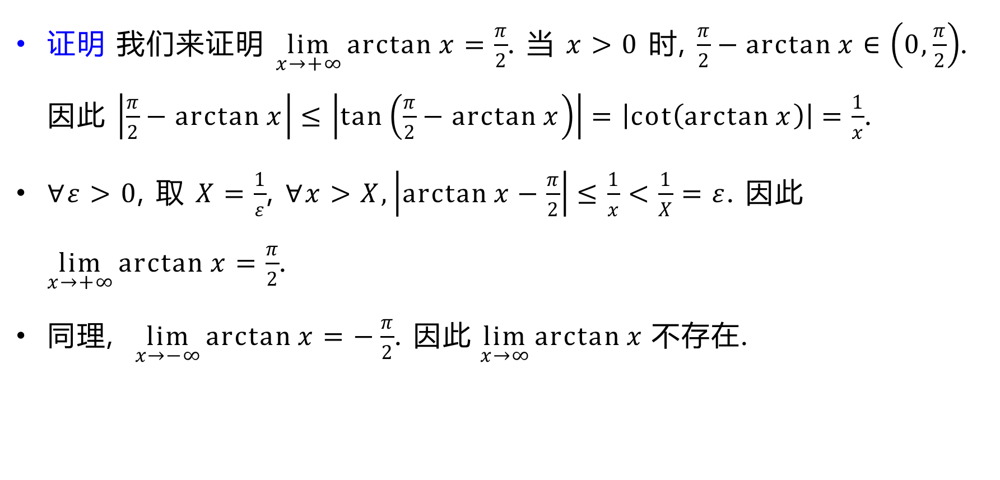 • 证明 我们来证明 $\lim\limits_{x\to+\infty} \arctan x = \frac{\pi}{2}$. 当 $x > 0$ 时, $\frac{\pi}{2} - \arctan x \in \left(0, \frac{\pi}{2}\right)$.
因此 $\left|\frac{\pi}{2} - \arctan x\right| \leq \left|\tan\left(\frac{\pi}{2} - \arctan x\right)\right| = |\cot(\arctan x)| = \frac{1}{x}$.
• $\forall \varepsilon > 0$, 取 $X = \frac{1}{\varepsilon}$, $\forall x > X$, $\left|\arctan x - \frac{\pi}{2}\right| \leq \frac{1}{x} < \frac{1}{X} = \varepsilon$. 因此
$\lim\limits_{x\to+\infty} \arctan x = \frac{\pi}{2}$.
• 同理, $\lim\limits_{x\to-\infty} \arctan x = -\frac{\pi}{2}$. 因此 $\lim\limits_{x\to\infty} \arctan x$ 不存在.